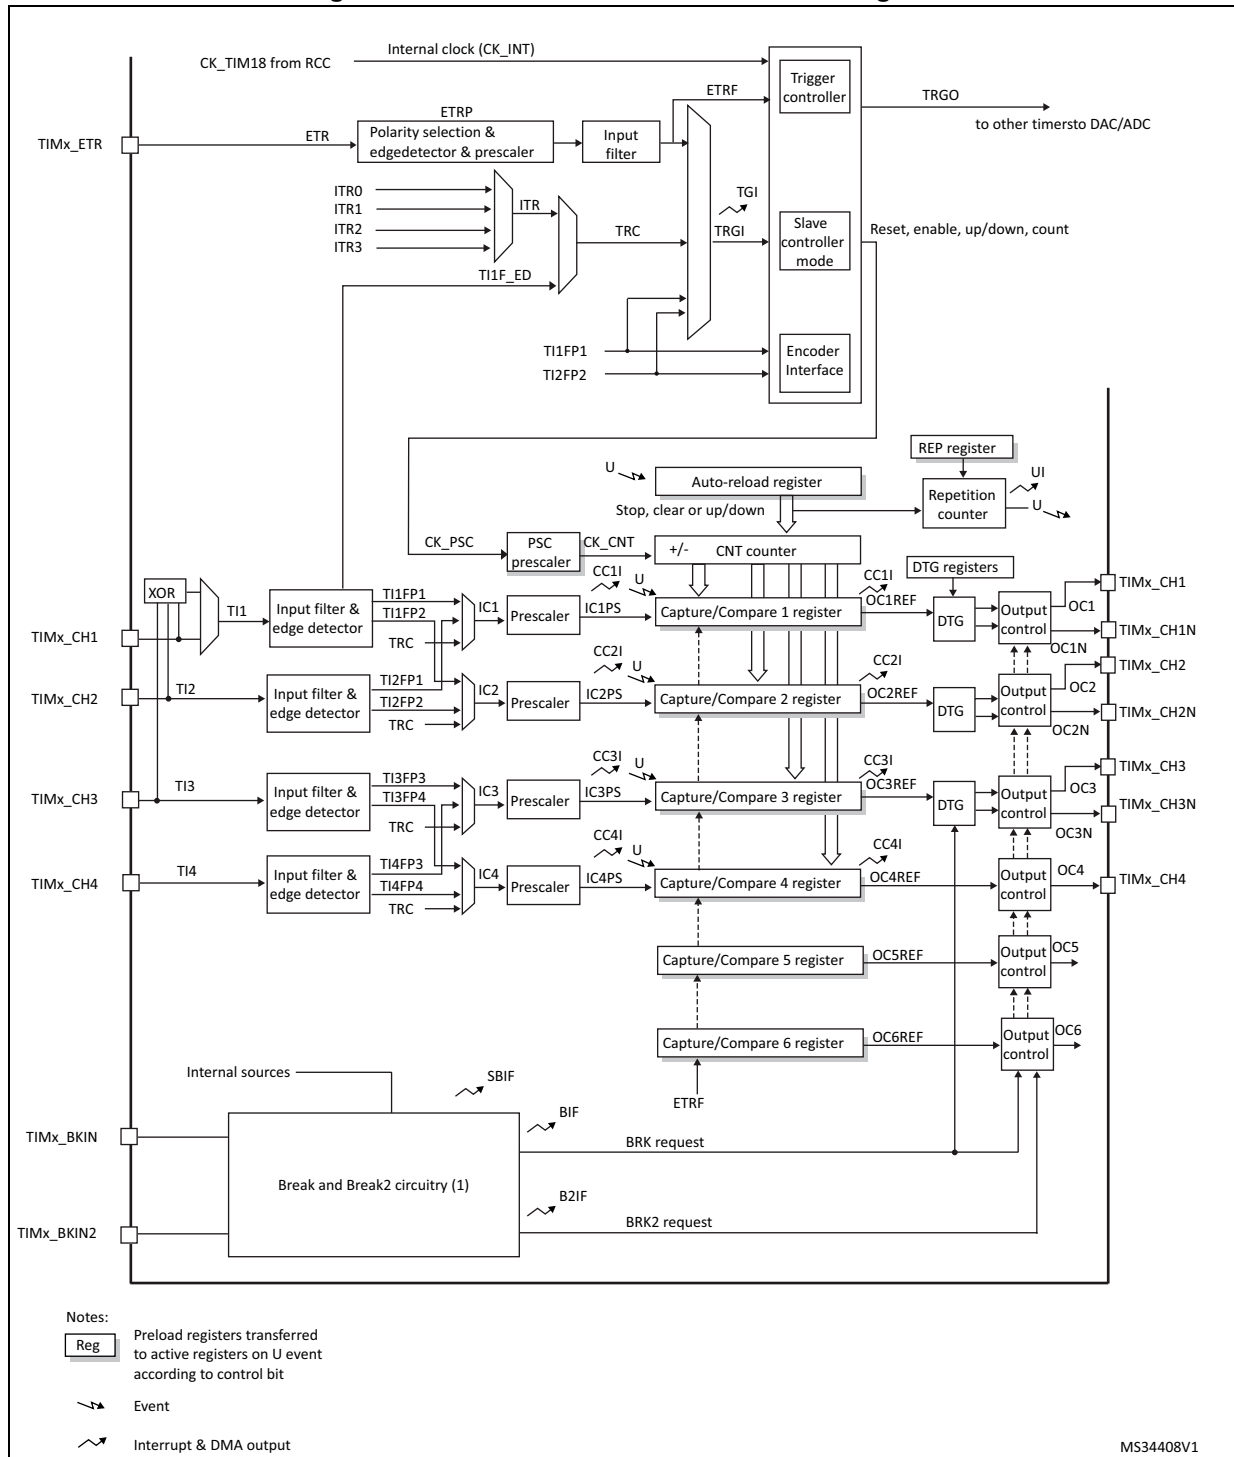 Internal clock (CK_INT)
CK_TIM18 from RCC
Trigger
controller
ETRF
TRGO
to other timersto DAC/ADC
ETRP
TIMx_ETR
ETR
Polarity selection &
edgedetector & prescaler
Input
filter
ITR0
ITR1
ITR2
ITR3
ITR
TRC
TI1F_ED
TGI
TRGI
Slave
controller
mode
Reset, enable, up/down, count
TI1FP1
TI2FP2
Encoder
Interface
REP register
U
Auto-reload register
UI
Repetition
counter
U
Stop, clear or up/down
CK_PSC
PSC
prescaler
CK_CNT
+/-
CNT counter
DTG registers
XOR
TI1
TIMx_CH1
Input filter &
edge detector
TI1FP1
TI1FP2
TRC
IC1
Prescaler
IC1PS
CC1I
U
Capture/Compare 1 register
CC1I
OC1REF
DTG
Output
control
OC1
TIMx_CH1
TIMx_CH1N
OC1N
TIMx_CH2
TI2
Input filter &
edge detector
TI2FP1
TI2FP2
TRC
IC2
Prescaler
IC2PS
CC2I
U
Capture/Compare 2 register
CC2I
OC2REF
DTG
Output
control
OC2
TIMx_CH2
TIMx_CH2N
OC2N
TIMx_CH3
TI3
Input filter &
edge detector
TI3FP3
TI3FP4
TRC
IC3
Prescaler
IC3PS
CC3I
U
Capture/Compare 3 register
CC3I
OC3REF
DTG
Output
control
OC3
TIMx_CH3
TIMx_CH3N
OC3N
TIMx_CH4
TI4
Input filter &
edge detector
TI4FP3
TI4FP4
TRC
IC4
Prescaler
IC4PS
CC4I
U
Capture/Compare 4 register
CC4I
OC4REF
Output
control
OC4
TIMx_CH4
Capture/Compare 5 register
OC5REF
Output
control
OC5
Capture/Compare 6 register
OC6REF
Output
control
OC6
ETRF
Internal sources
SBIF
TIMx_BKIN
BIF
BRK request
Break and Break2 circuitry (1)
B2IF
TIMx_BKIN2
BRK2 request
Notes:
Reg
Preload registers transferred
to active registers on U event
according to control bit
Event
Interrupt & DMA output
MS34408V1